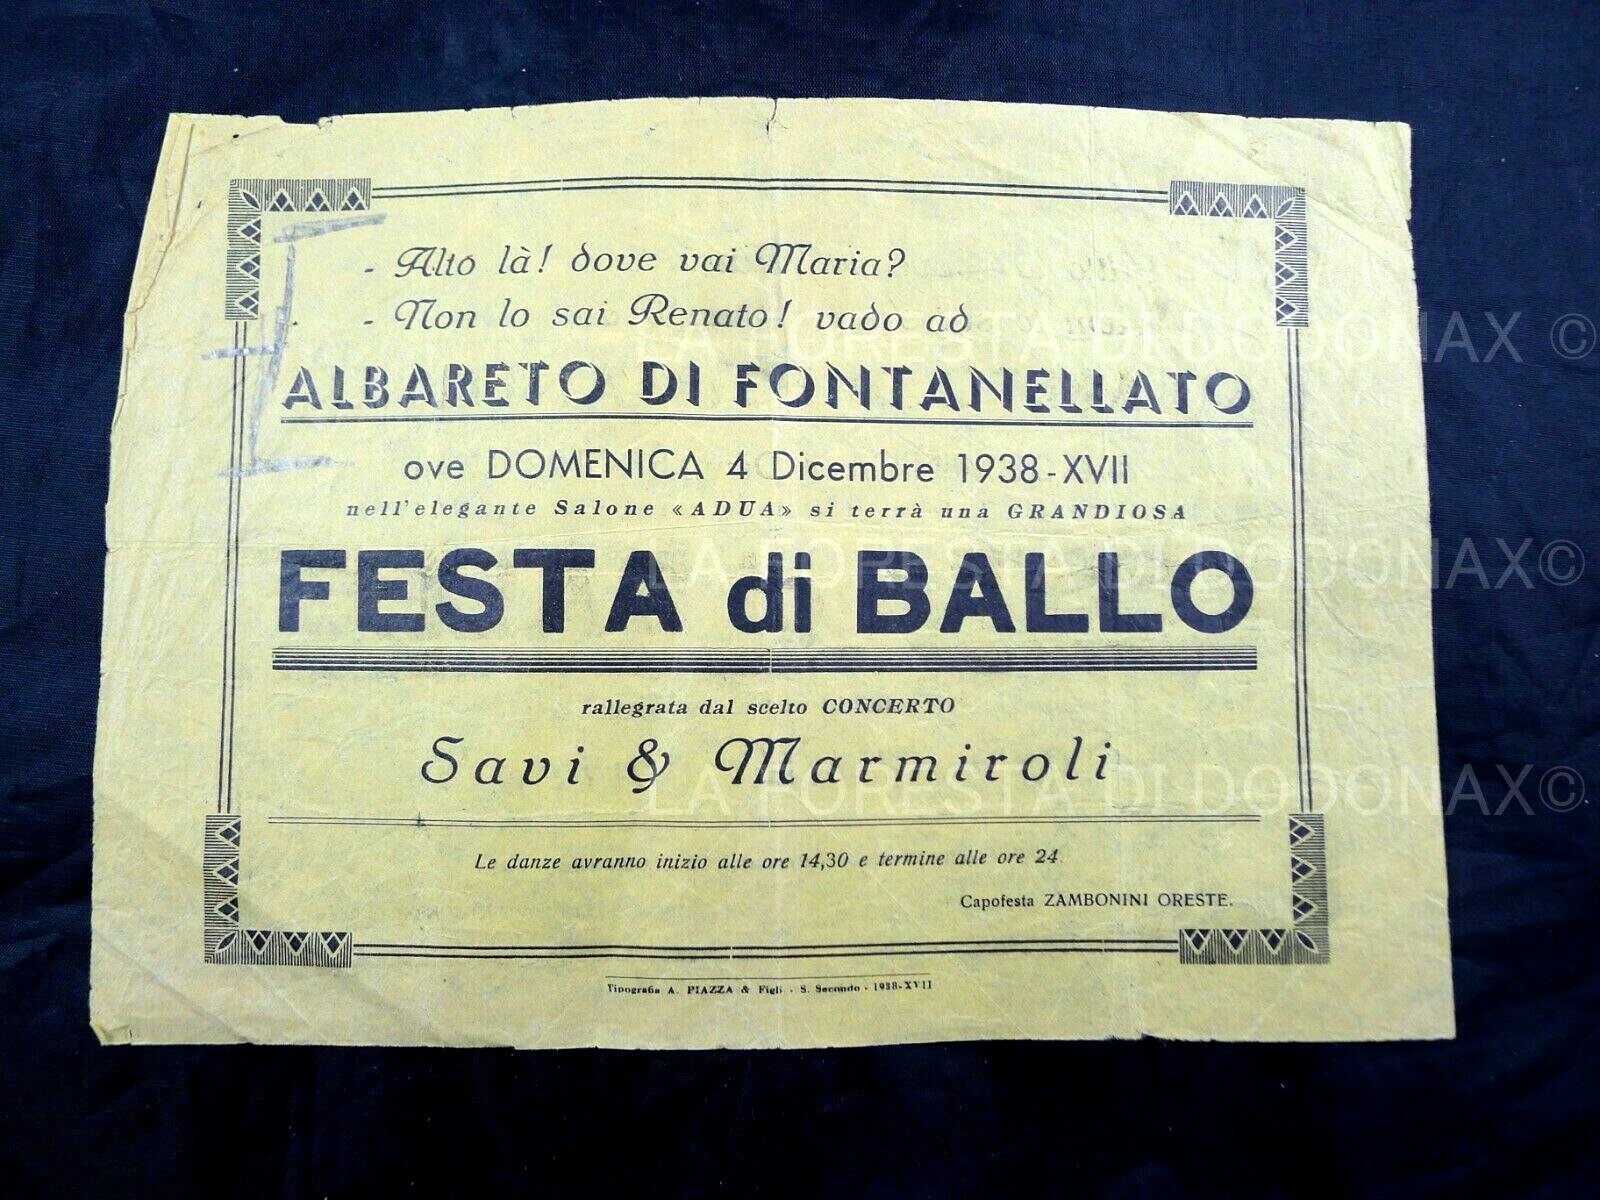 - Alto là! dove vai Maria?
- Non lo sai Renato! vado ad
ALBARETO DI FONTANELLATO
ove DOMENICA 4 Dicembre 1938-XVII
nell'elegante Salone «ADUA» si terrà una GRANDIOSA
FESTA di BALLO
rallegrata dal scelto CONCERTO
Savi & Marmiroli
Le danze avranno inizio alle ore 14,30 e termine alle ore 24.
Capofesta ZAMBONINI ORESTE.
Tipografia A. PIAZZA & Figli - S. Secondo - 1938-XVII
LA FORESTA DI DODONAX ©
LA FORESTA DI DODONAX©
LA FORESTA DI DODONAX©